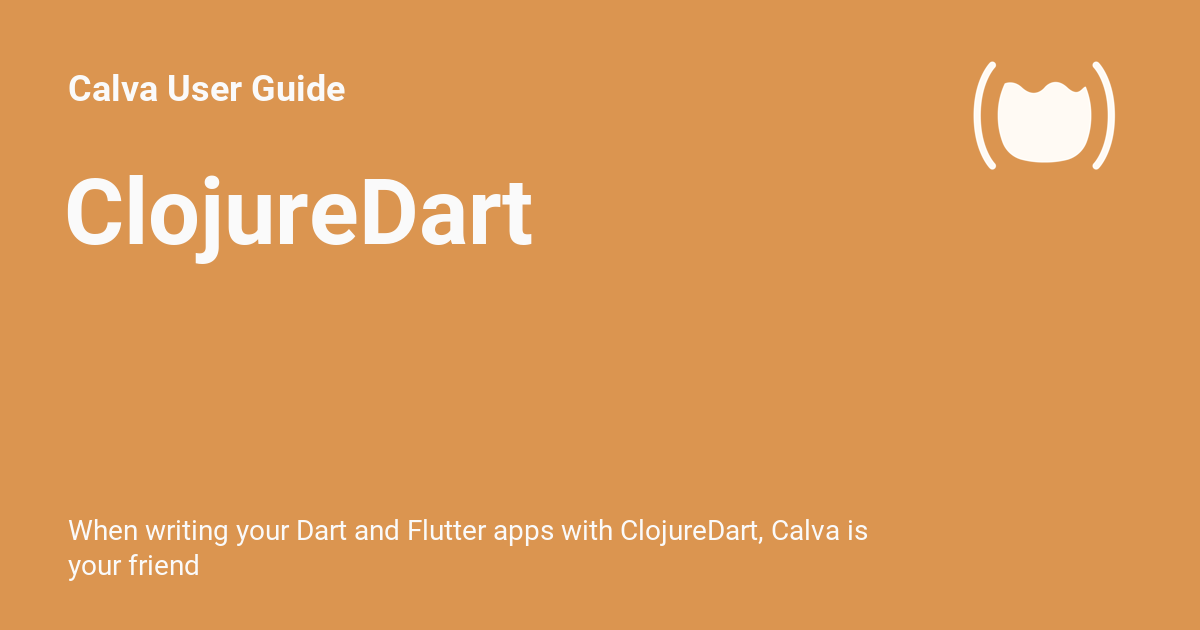 Calva User Guide
ClojureDart
When writing your Dart and Flutter apps with ClojureDart, Calva is
your friend